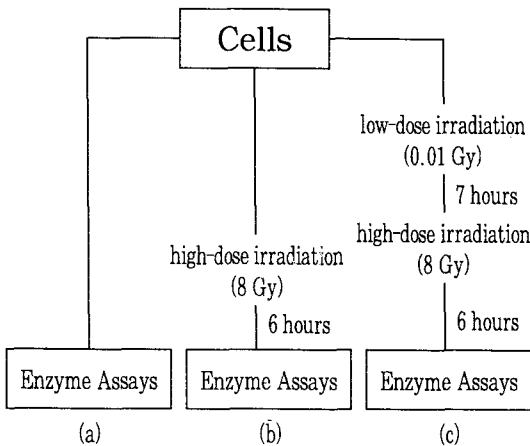 Cells
low-dose irradiation
(0.01 Gy)
7 hours
high-dose irradiation
(8 Gy)
high-dose irradiation
(8 Gy)
6 hours
6 hours
Enzyme Assays
Enzyme Assays
Enzyme Assays
(a)
(b)
(c)